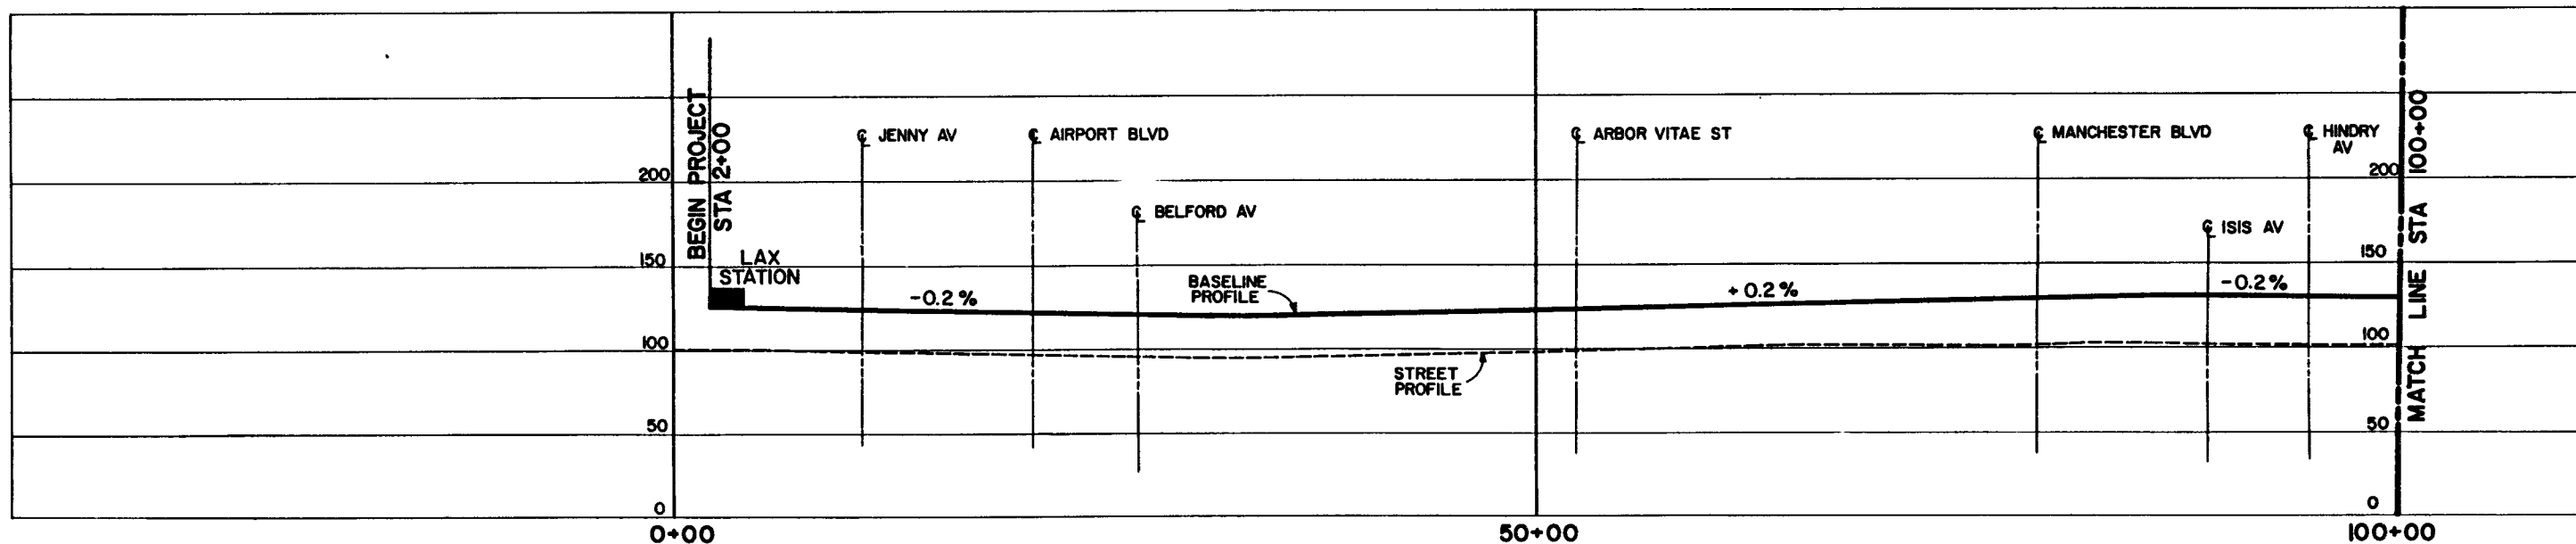 BEGIN PROJECT
STA 2+00
℄ JENNY AV
℄ AIRPORT BLVD
℄ BELFORD AV
℄ ARBOR VITAE ST
℄ MANCHESTER BLVD
℄ ISIS AV
℄ HINDRY
AV
MATCH LINE STA 100+00
LAX
STATION
-0.2%
BASELINE
PROFILE
+0.2%
-0.2%
STREET
PROFILE
200
150
100
50
0
200
150
100
50
0
0+00
50+00
100+00